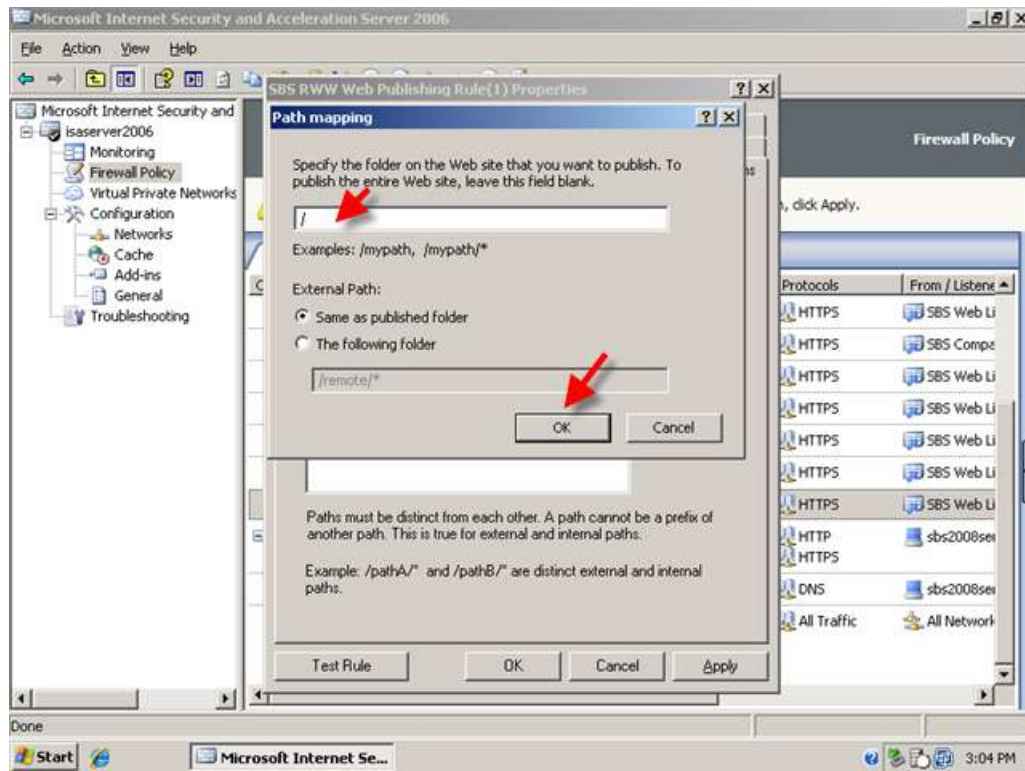 Microsoft Internet Security and Acceleration Server 2006
File Action View Help
Microsoft Internet Security and
isaserver2006
Monitoring
Firewall Policy
Virtual Private Networks
Configuration
Networks
Cache
Add-ins
General
Troubleshooting
SBS RWW Web Publishing Rule(1) Properties
Path mapping
Specify the folder on the Web site that you want to publish. To
publish the entire Web site, leave this field blank.
/
Examples: /mypath, /mypath/*
External Path:
Same as published folder
The following folder
/remote/*
OK Cancel
Paths must be distinct from each other. A path cannot be a prefix of
another path. This is true for external and internal paths.
Example: /pathA/* and /pathB/* are distinct external and internal
paths.
Test Rule OK Cancel Apply
Firewall Policy
, click Apply.
Protocols From / Listene
HTTPS SBS Web Li
HTTPS SBS Compa
HTTPS SBS Web Li
HTTPS SBS Web Li
HTTPS SBS Web Li
HTTPS SBS Web Li
HTTPS SBS Web Li
HTTP sbs2008ser
HTTPS
DNS sbs2008ser
All Traffic All Network
Done
Start Microsoft Internet Se... 3:04 PM